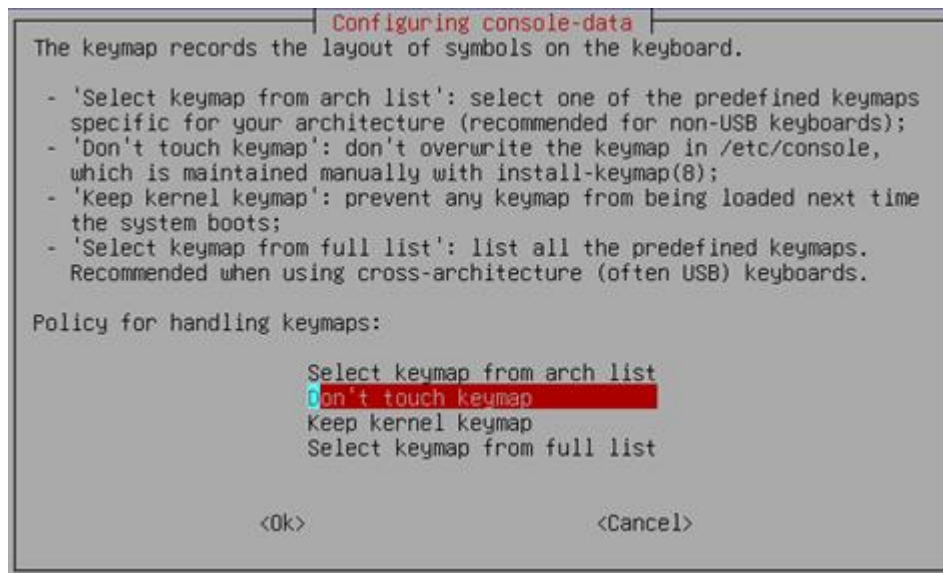 Configuring console-data
The keymap records the layout of symbols on the keyboard.
- 'Select keymap from arch list': select one of the predefined keymaps
specific for your architecture (recommended for non-USB keyboards);
- 'Don't touch keymap': don't overwrite the keymap in /etc/console,
which is maintained manually with install-keymap(8);
- 'Keep kernel keymap': prevent any keymap from being loaded next time
the system boots;
- 'Select keymap from full list': list all the predefined keymaps.
Recommended when using cross-architecture (often USB) keyboards.
Policy for handling keymaps:
Select keymap from arch list
Don't touch keymap
Keep kernel keymap
Select keymap from full list
<Ok> <Cancel>